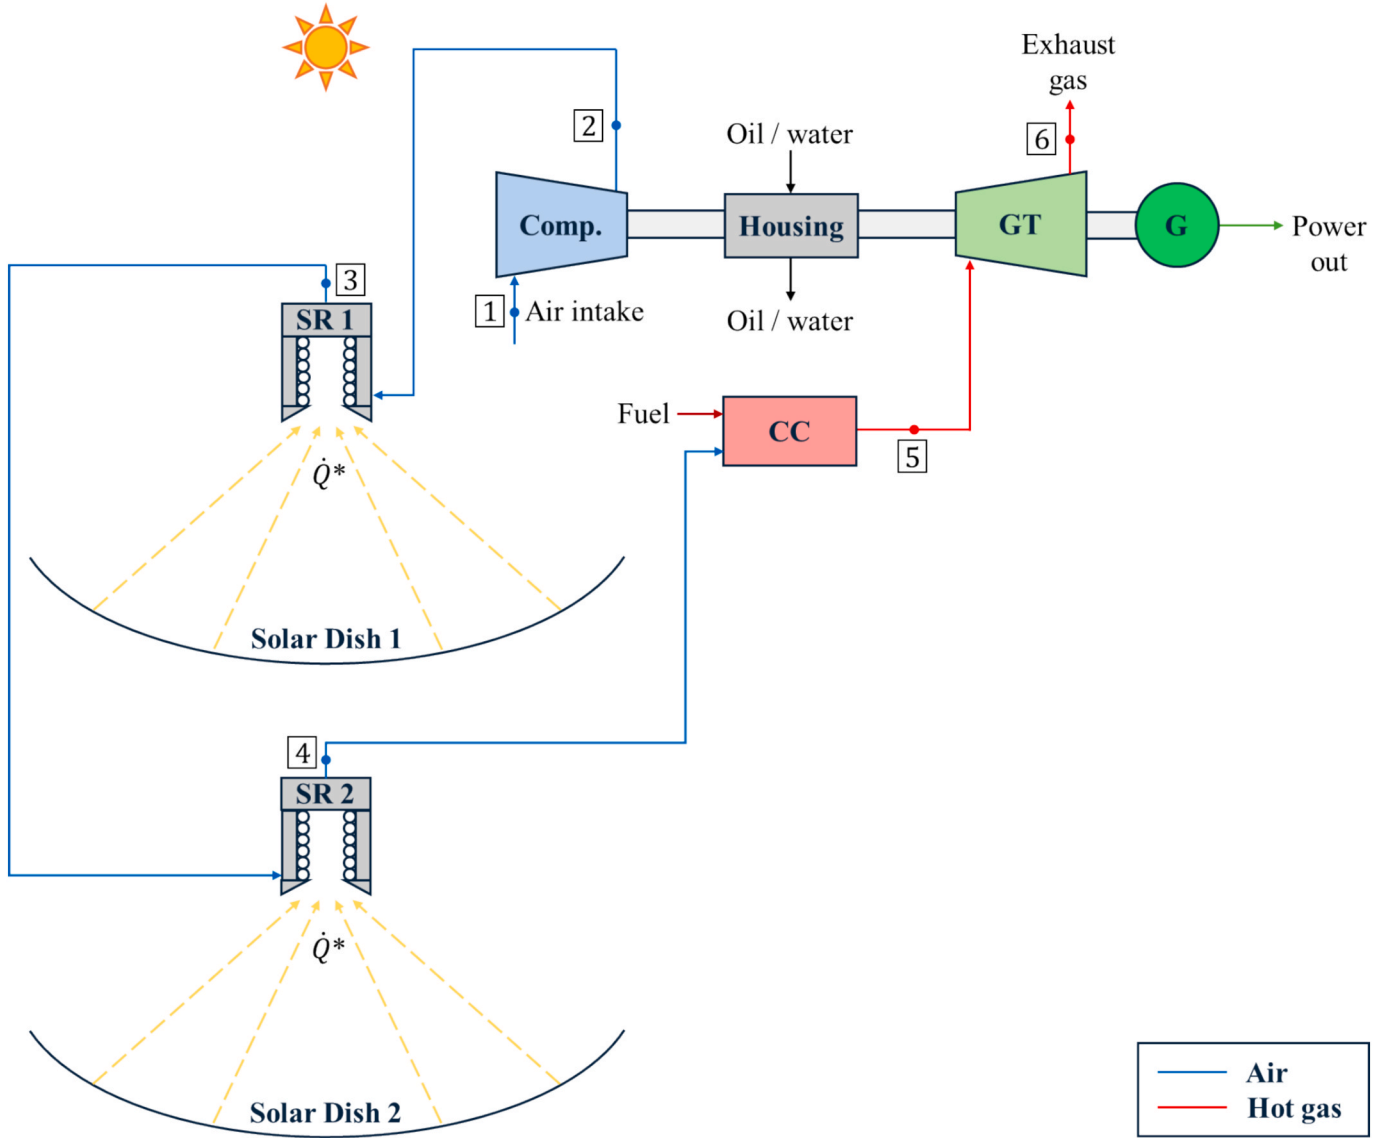 Exhaust
gas
2
6
Oil / water
Comp.
Housing
GT
G
Power
out
3
1
Air intake
Oil / water
SR 1
Fuel
CC
5
Q̇*
Solar Dish 1
4
SR 2
Q̇*
Solar Dish 2
Air
Hot gas